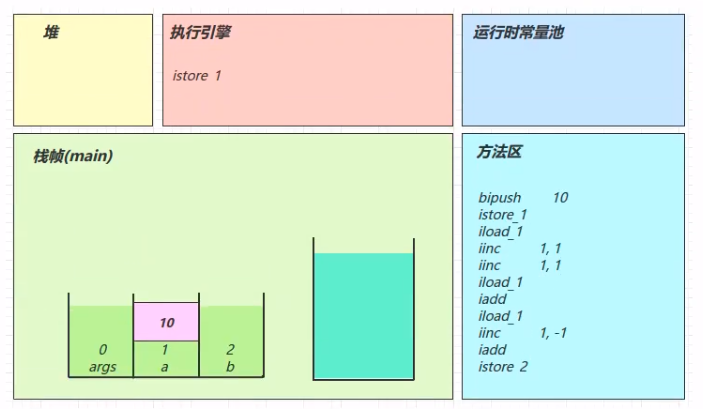 堆
执行引擎
istore 1
运行时常量池
栈帧(main)
10
0 1 2
args a b
方法区
bipush 10
istore_1
iload_1
iinc 1, 1
iinc 1, 1
iload_1
iadd
iload_1
iinc 1, -1
iadd
istore 2